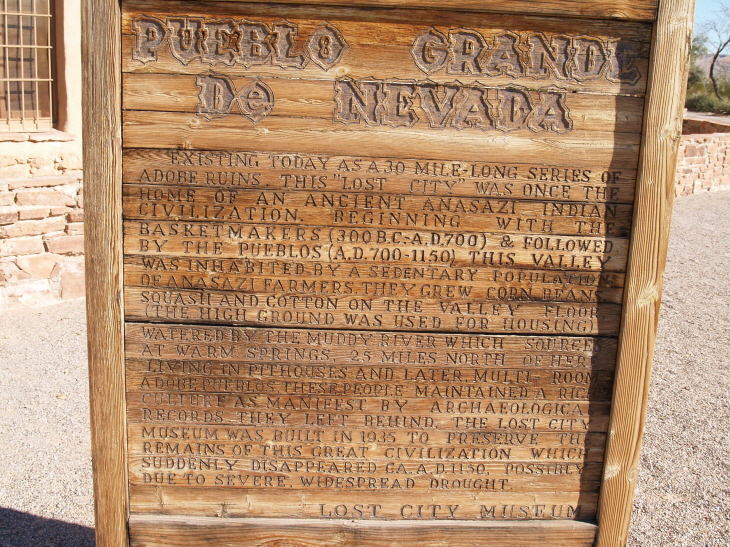 PUEBLO GRANDE
De NEVADA
EXISTING TODAY AS A 30 MILE-LONG SERIES OF
ADOBE RUINS. THIS "LOST CITY" WAS ONCE THE
HOME OF AN ANCIENT ANASAZI INDIAN
CIVILIZATION. BEGINNING WITH THE
BASKETMAKERS (300 B.C.-A.D.700) & FOLLOWED
BY THE PUEBLOS (A.D. 700-1150) THIS VALLEY
WAS INHABITED BY A SEDENTARY POPULATION
OF ANASAZI FARMERS. THEY GREW CORN, BEANS,
SQUASH AND COTTON ON THE VALLEY FLOOR
(THE HIGH GROUND WAS USED FOR HOUSING)
WATERED BY THE MUDDY RIVER WHICH SOURCES
AT WARM SPRINGS, 25 MILES NORTH OF HERE.
LIVING IN PITHOUSES AND LATER, MULTI-ROOM
ADOBE PUEBLOS THESE PEOPLE MAINTAINED A RICH
CULTURE AS MANIFEST BY ARCHAEOLOGICAL
RECORDS THEY LEFT BEHIND. THE LOST CITY
MUSEUM WAS BUILT IN 1935 TO PRESERVE THE
REMAINS OF THIS GREAT CIVILIZATION WHICH
SUDDENLY DISAPPEARED CA. A.D. 1150, POSSIBLY
DUE TO SEVERE, WIDESPREAD DROUGHT.
LOST CITY MUSEUM